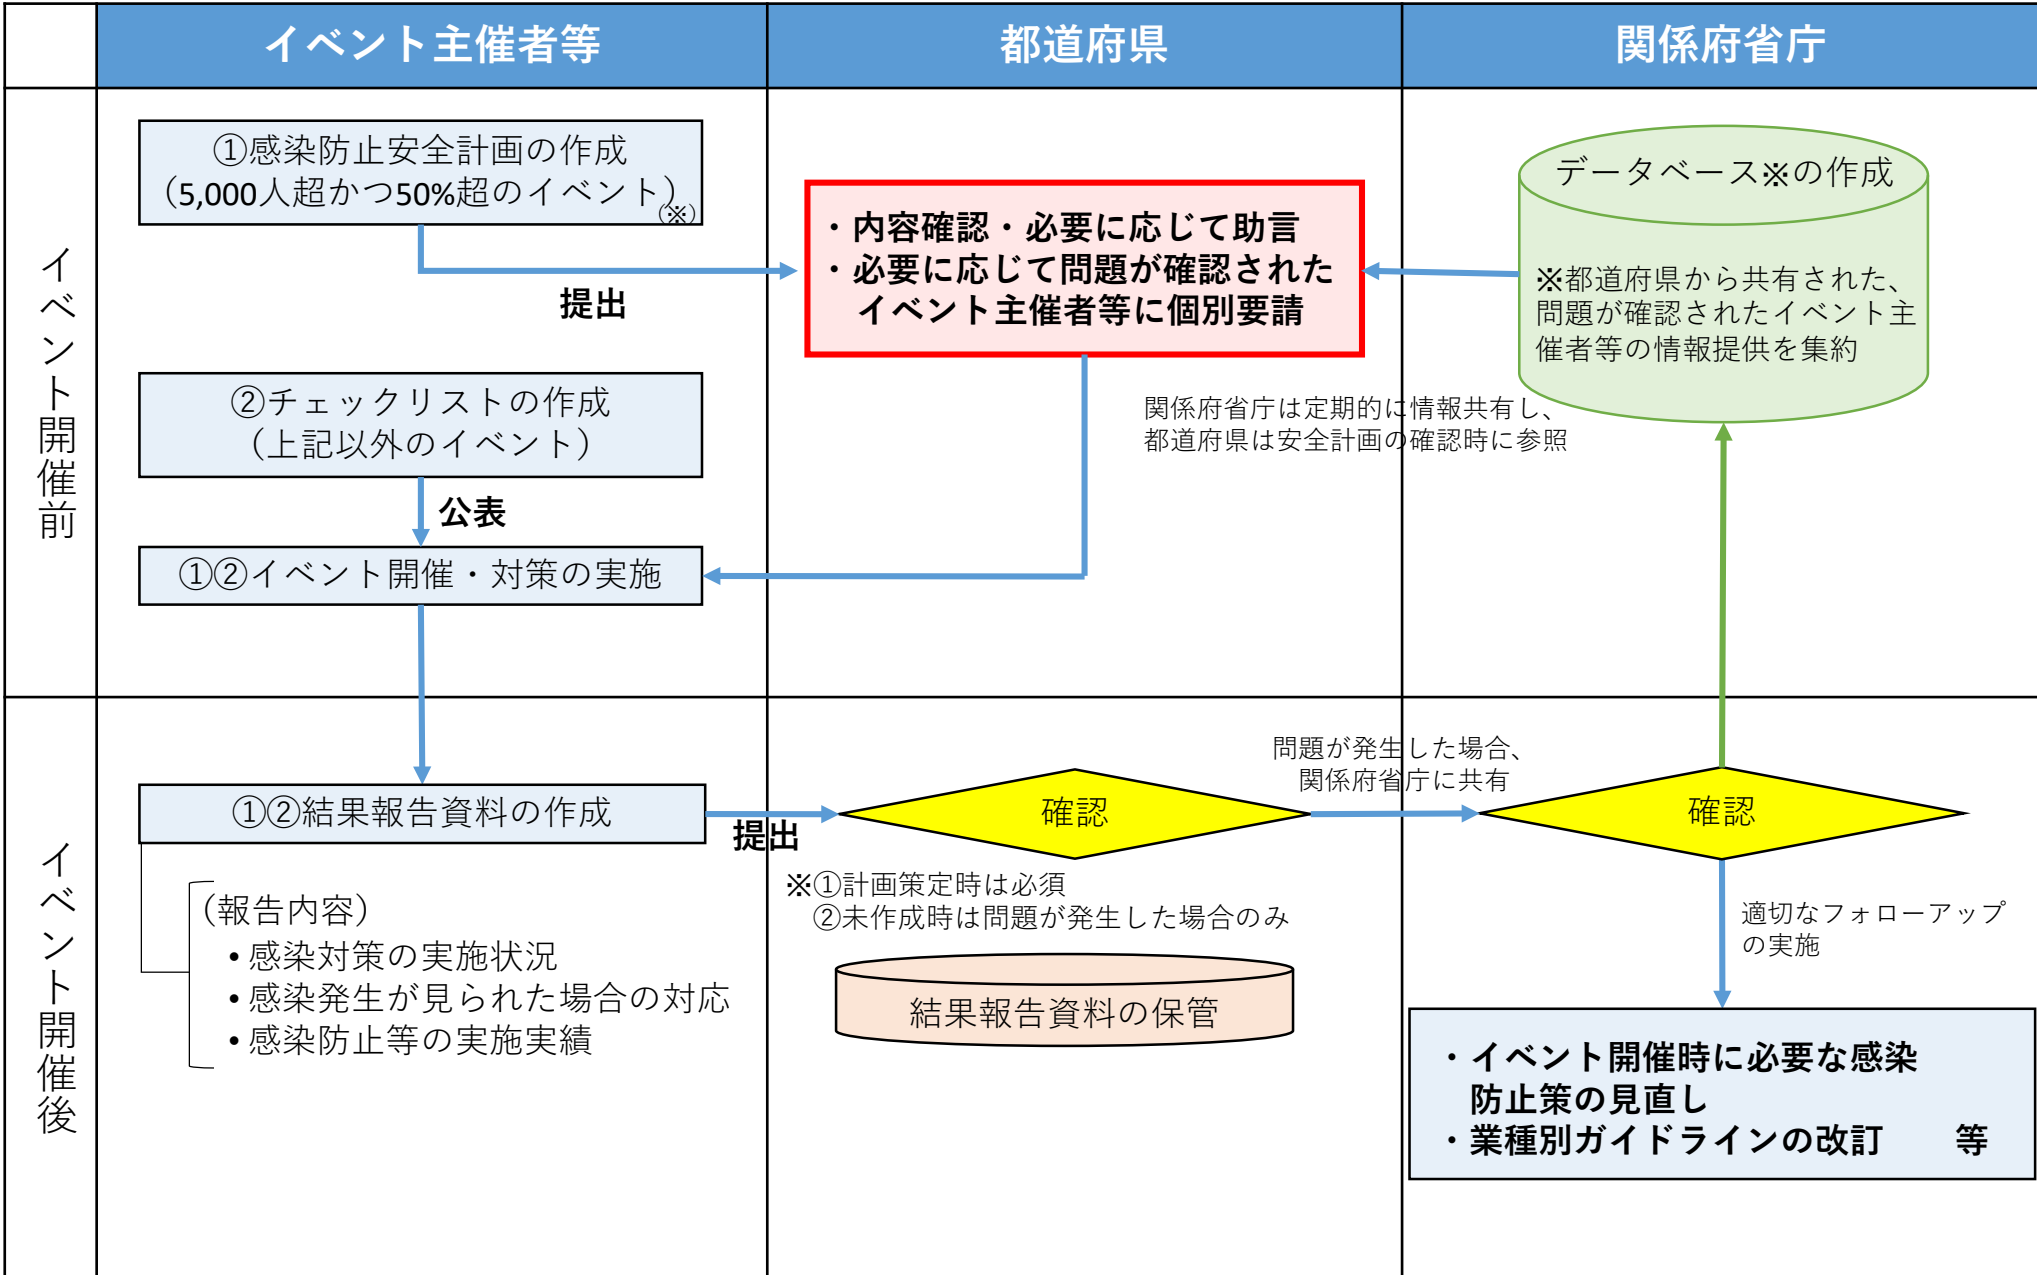 イベント主催者等
都道府県
関係府省庁
イベント開催前
①感染防止安全計画の作成
（5,000人超かつ50%超のイベント）
（※）
提出
・内容確認・必要に応じて助言
・必要に応じて問題が確認された
イベント主催者等に個別要請
データベース※の作成
※都道府県から共有された、
問題が確認されたイベント主
催者等の情報提供を集約
②チェックリストの作成
（上記以外のイベント）
公表
関係府省庁は定期的に情報共有し、
都道府県は安全計画の確認時に参照
①②イベント開催・対策の実施
イベント開催後
①②結果報告資料の作成
提出
確認
問題が発生した場合、
関係府省庁に共有
確認
（報告内容）
• 感染対策の実施状況
• 感染発生が見られた場合の対応
• 感染防止等の実施実績
※①計画策定時は必須
②未作成時は問題が発生した場合のみ
結果報告資料の保管
適切なフォローアップ
の実施
・イベント開催時に必要な感染
防止策の見直し
・業種別ガイドラインの改訂　　等